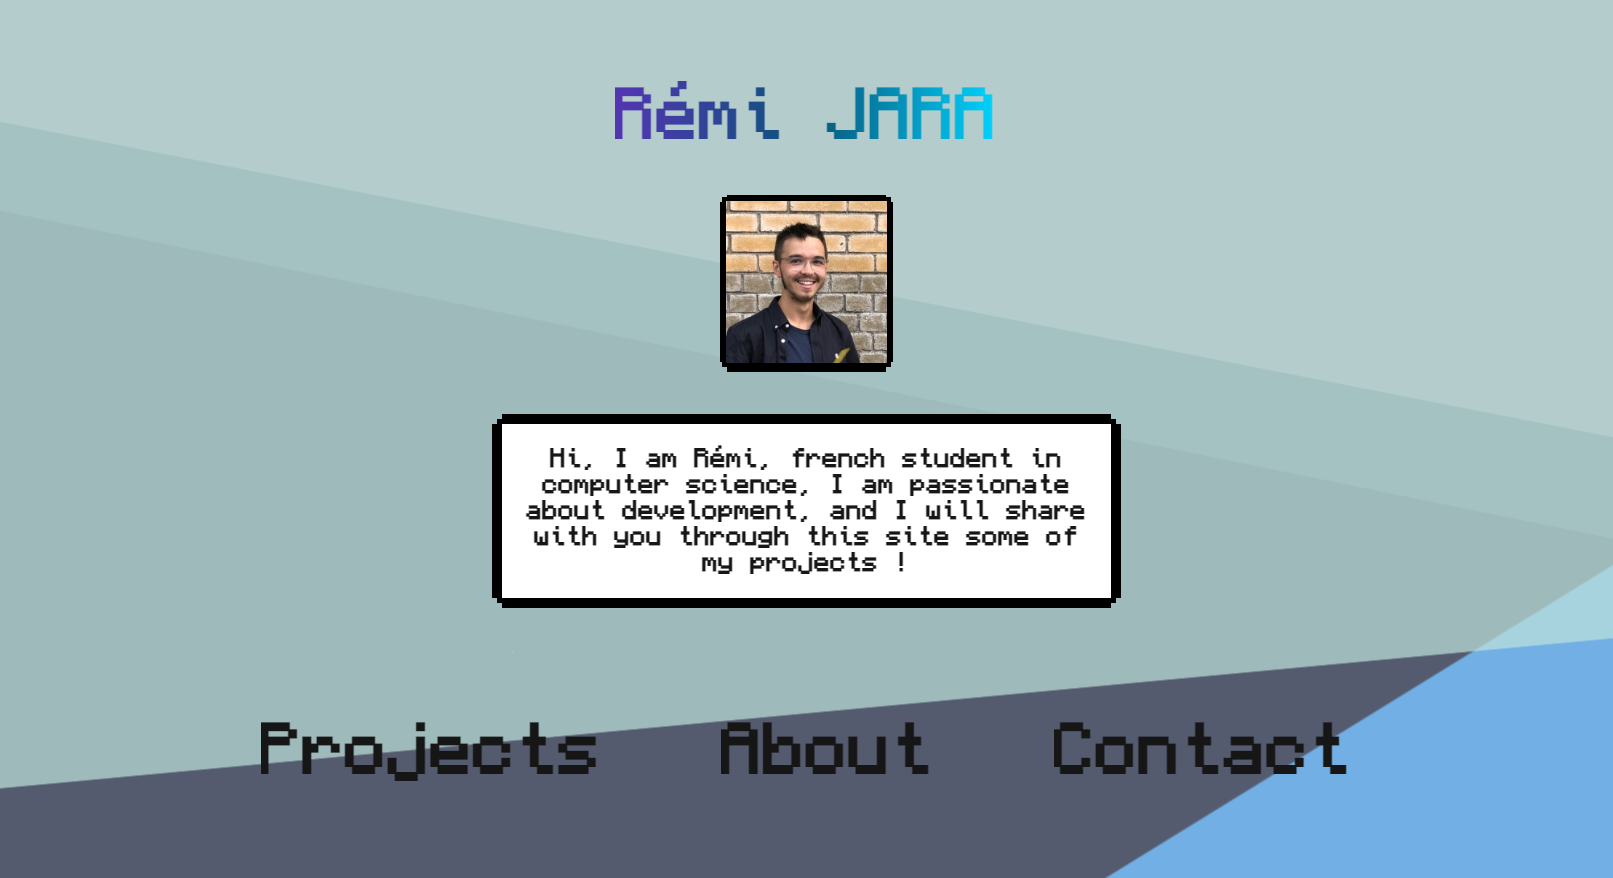 Rémi JARA
Hi, I am Rémi, french student in
computer science, I am passionate
about development, and I will share
with you through this site some of
my projects !
Projects About Contact